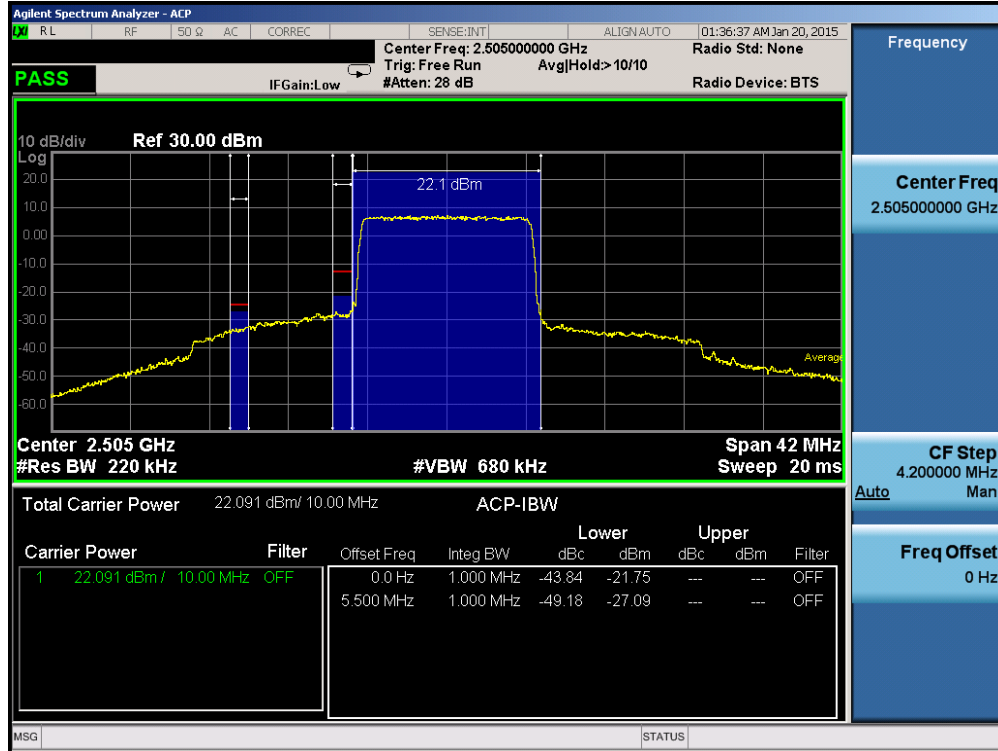 Agilent Spectrum Analyzer - ACP
LXI RL RF 50 Ω AC CORREC SENSE:INT ALIGN AUTO 01:36:37 AM Jan 20, 2015
Center Freq: 2.505000000 GHz Radio Std: None
Trig: Free Run Avg|Hold:> 10/10
PASS IFGain:Low #Atten: 28 dB Radio Device: BTS
10 dB/div Ref 30.00 dBm
Log
20.0
10.0
0.00
-10.0
-20.0
-30.0
-40.0
-50.0
-60.0
22.1 dBm
Average
Center 2.505 GHz Span 42 MHz
#Res BW 220 kHz #VBW 680 kHz Sweep 20 ms
Total Carrier Power 22.091 dBm/ 10.00 MHz ACP-IBW
Lower Upper
Carrier Power Filter Offset Freq Integ BW dBc dBm dBc dBm Filter
1 22.091 dBm / 10.00 MHz OFF 0.0 Hz 1.000 MHz -43.84 -21.75 --- --- OFF
5.500 MHz 1.000 MHz -49.18 -27.09 --- --- OFF
MSG STATUS
Frequency
Center Freq
2.505000000 GHz
CF Step
4.200000 MHz
Auto Man
Freq Offset
0 Hz